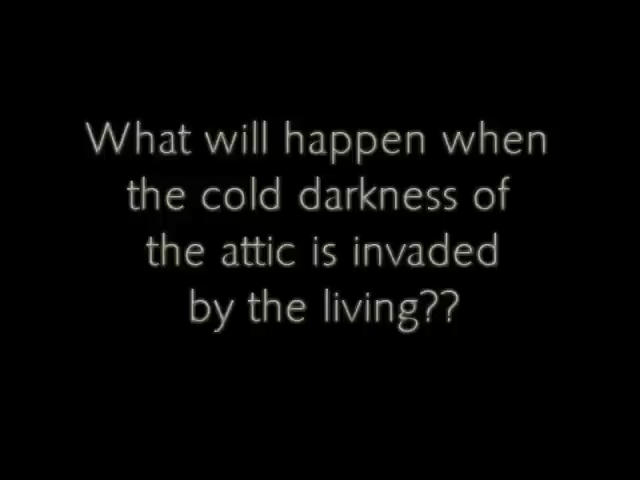 What will happen when
the cold darkness of
the attic is invaded
by the living??